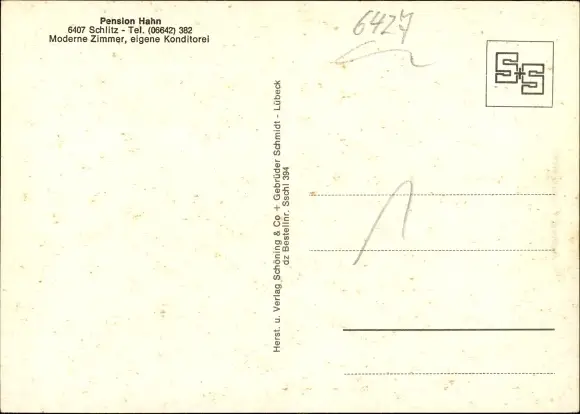 Pension Hahn
6407 Schlitz - Tel. (06642) 382
Moderne Zimmer, eigene Konditorei
6427
S+S
Herst. u. Verlag Schöning & Co + Gebrüder Schmidt - Lübeck
dz Bestellnr. Sschl 394
1